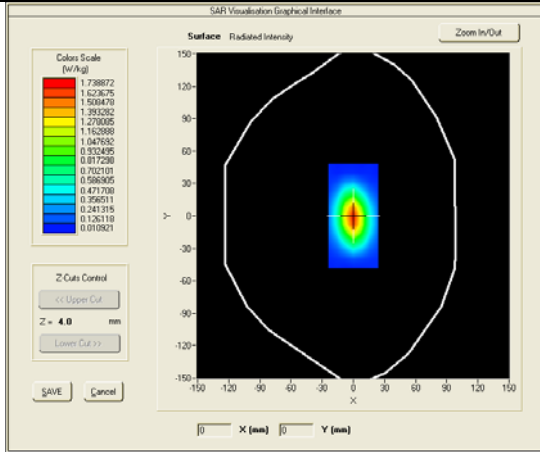 SAR Visualisation Graphical Interface
Surface Radiated Intensity
Zoom In/Out
Colors Scale
(W/kg)
1.738872
1.623675
1.508478
1.393282
1.278085
1.162888
1.047692
0.932495
0.817298
0.702101
0.586905
0.471708
0.356511
0.241315
0.126118
0.010921
Z-Cuts Control
<< Upper Cut
Z = 4.0 mm
Lower Cut >>
SAVE Cancel
150
120
90
60
30
0
-30
-60
-90
-120
-150
Y
-150 -120 -90 -60 -30 0 30 60 90 120 150
X
0 X (mm) 0 Y (mm)